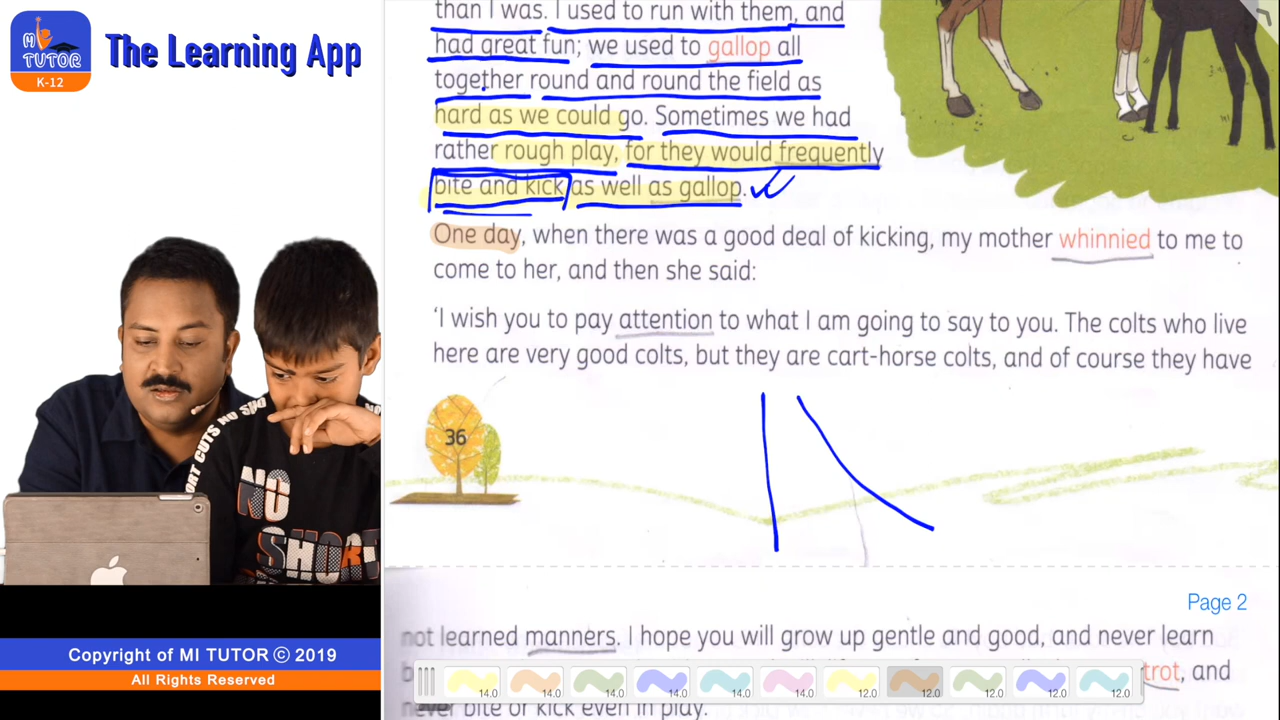 MI
TUTOR
K-12
The Learning App
than I was. I used to run with them, and
had great fun; we used to gallop all
together round and round the field as
hard as we could go. Sometimes we had
rather rough play, for they would frequently
bite and kick as well as gallop.
One day, when there was a good deal of kicking, my mother whinnied to me to
come to her, and then she said:
‘I wish you to pay attention to what I am going to say to you. The colts who live
here are very good colts, but they are cart-horse colts, and of course they have
36
NO SHO
ORT CUTS
NO
SHORT
Page 2
not learned manners. I hope you will grow up gentle and good, and never learn
trot, and
never bite or kick even in play.
14.0 14.0 14.0 14.0 14.0 14.0 12.0 12.0 12.0 12.0 12.0
Copyright of MI TUTOR © 2019
All Rights Reserved